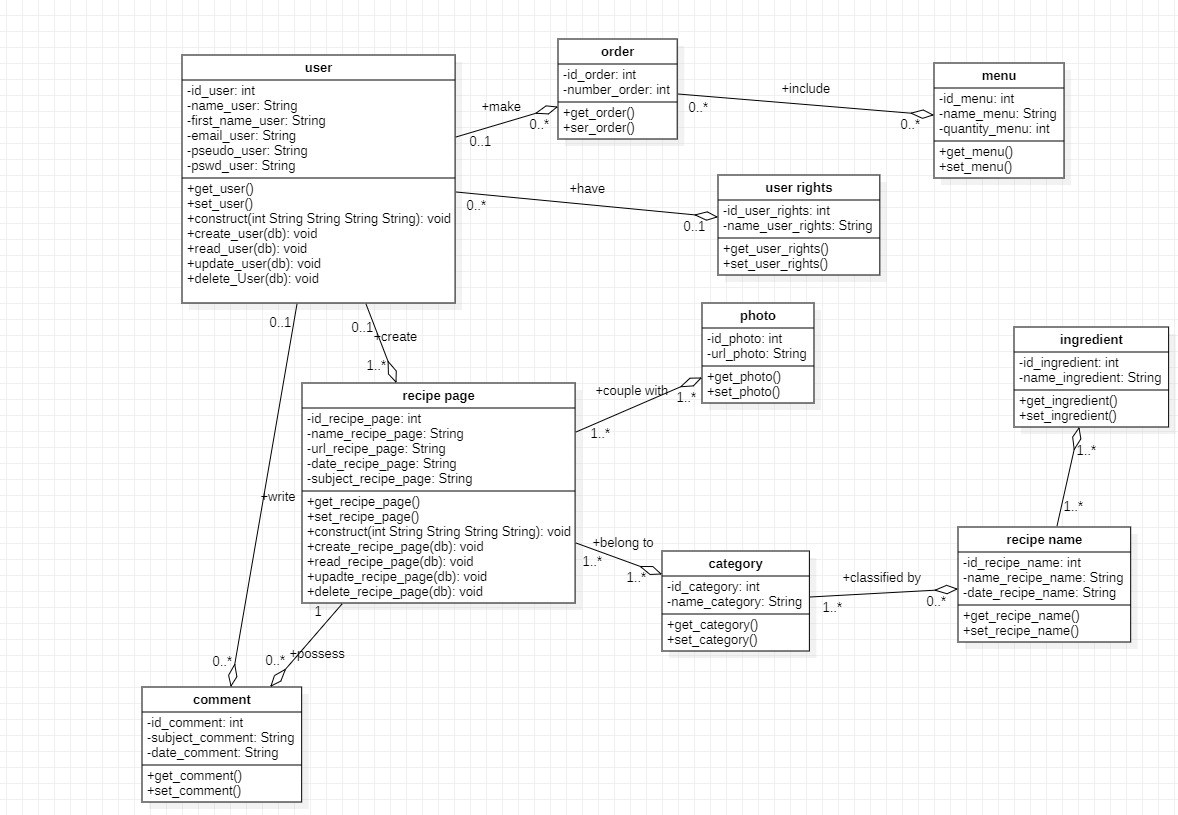 user
-id_user: int
-name_user: String
-first_name_user: String
-email_user: String
-pseudo_user: String
-pswd_user: String
+get_user()
+set_user()
+construct(int String String String String): void
+create_user(db): void
+read_user(db): void
+update_user(db): void
+delete_User(db): void
+make
0..1
0..*
order
-id_order: int
-number_order: int
+get_order()
+ser_order()
+include
0..*
0..*
menu
-id_menu: int
-name_menu: String
-quantity_menu: int
+get_menu()
+set_menu()
+have
0..*
0..1
user rights
-id_user_rights: int
-name_user_rights: String
+get_user_rights()
+set_user_rights()
0..1
+write
0..*
0..1
+create
1..*
recipe page
-id_recipe_page: int
-name_recipe_page: String
-url_recipe_page: String
-date_recipe_page: String
-subject_recipe_page: String
+get_recipe_page()
+set_recipe_page()
+construct(int String String String String): void
+create_recipe_page(db): void
+read_recipe_page(db): void
+upadte_recipe_page(db): void
+delete_recipe_page(db): void
+couple with
1..*
1..*
photo
-id_photo: int
-url_photo: String
+get_photo()
+set_photo()
ingredient
-id_ingredient: int
-name_ingredient: String
+get_ingredient()
+set_ingredient()
1..*
1..*
+belong to
1..*
1..*
category
-id_category: int
-name_category: String
+get_category()
+set_category()
+classified by
1..*
0..*
recipe name
-id_recipe_name: int
-name_recipe_name: String
-date_recipe_name: String
+get_recipe_name()
+set_recipe_name()
1
+possess
0..*
comment
-id_comment: int
-subject_comment: String
-date_comment: String
+get_comment()
+set_comment()